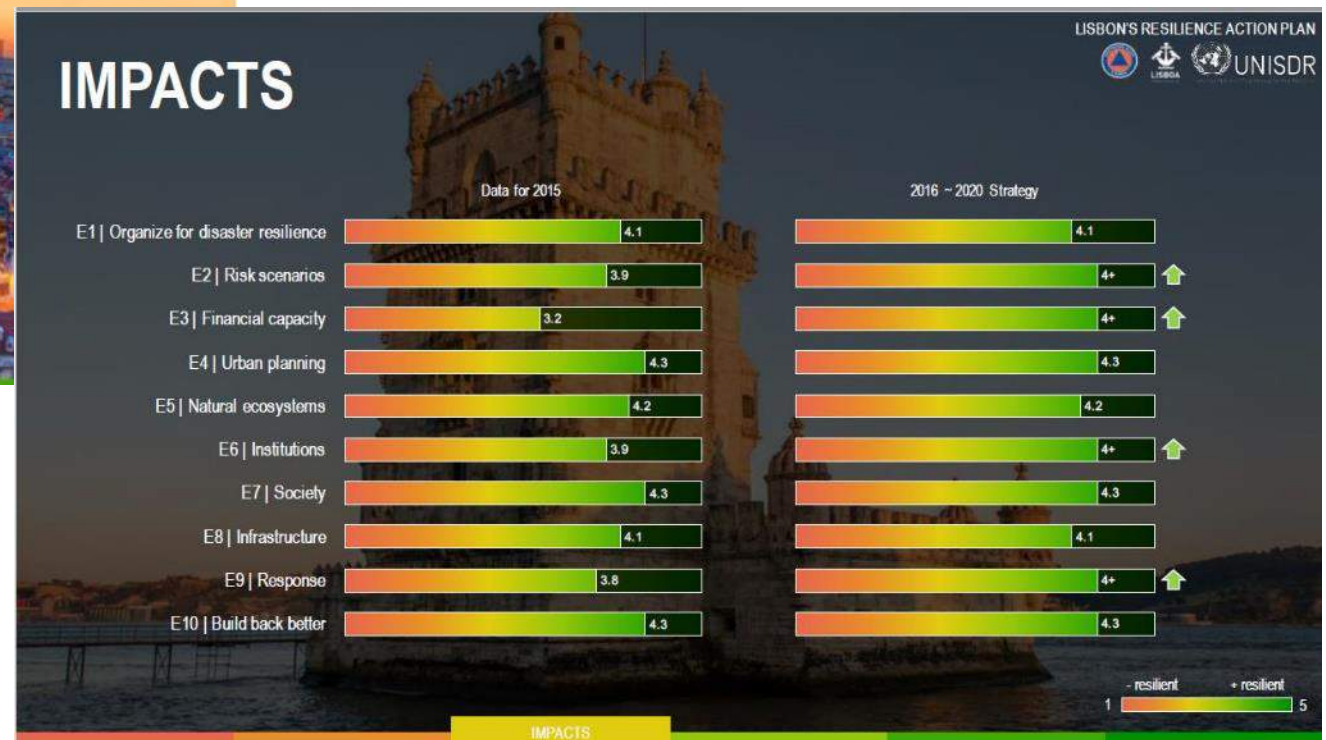 LISBON'S RESILIENCE ACTION PLAN
LISBOA
UNISDR
IMPACTS
Data for 2015
2016 ~ 2020 Strategy
E1 | Organize for disaster resilience 4.1 4.1
E2 | Risk scenarios 3.9 4+
E3 | Financial capacity 3.2 4+
E4 | Urban planning 4.3 4.3
E5 | Natural ecosystems 4.2 4.2
E6 | Institutions 3.9 4+
E7 | Society 4.3 4.3
E8 | Infrastructure 4.1 4.1
E9 | Response 3.8 4+
E10 | Build back better 4.3 4.3
- resilient + resilient
1 5
IMPACTS